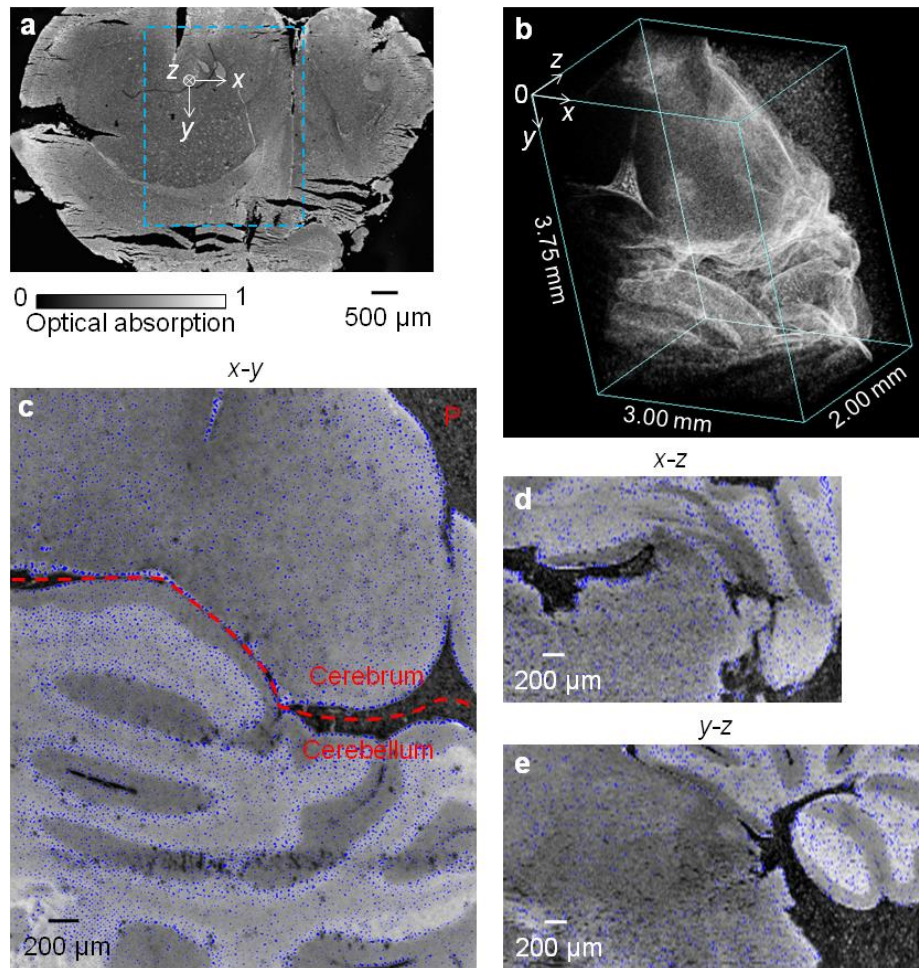 a
z
x
y
0
1
Optical absorption
500 µm
b
z
0
x
y
3.75 mm
3.00 mm
2.00 mm
x-y
c
P
Cerebrum
Cerebellum
200 µm
x-z
d
200 µm
y-z
e
200 µm